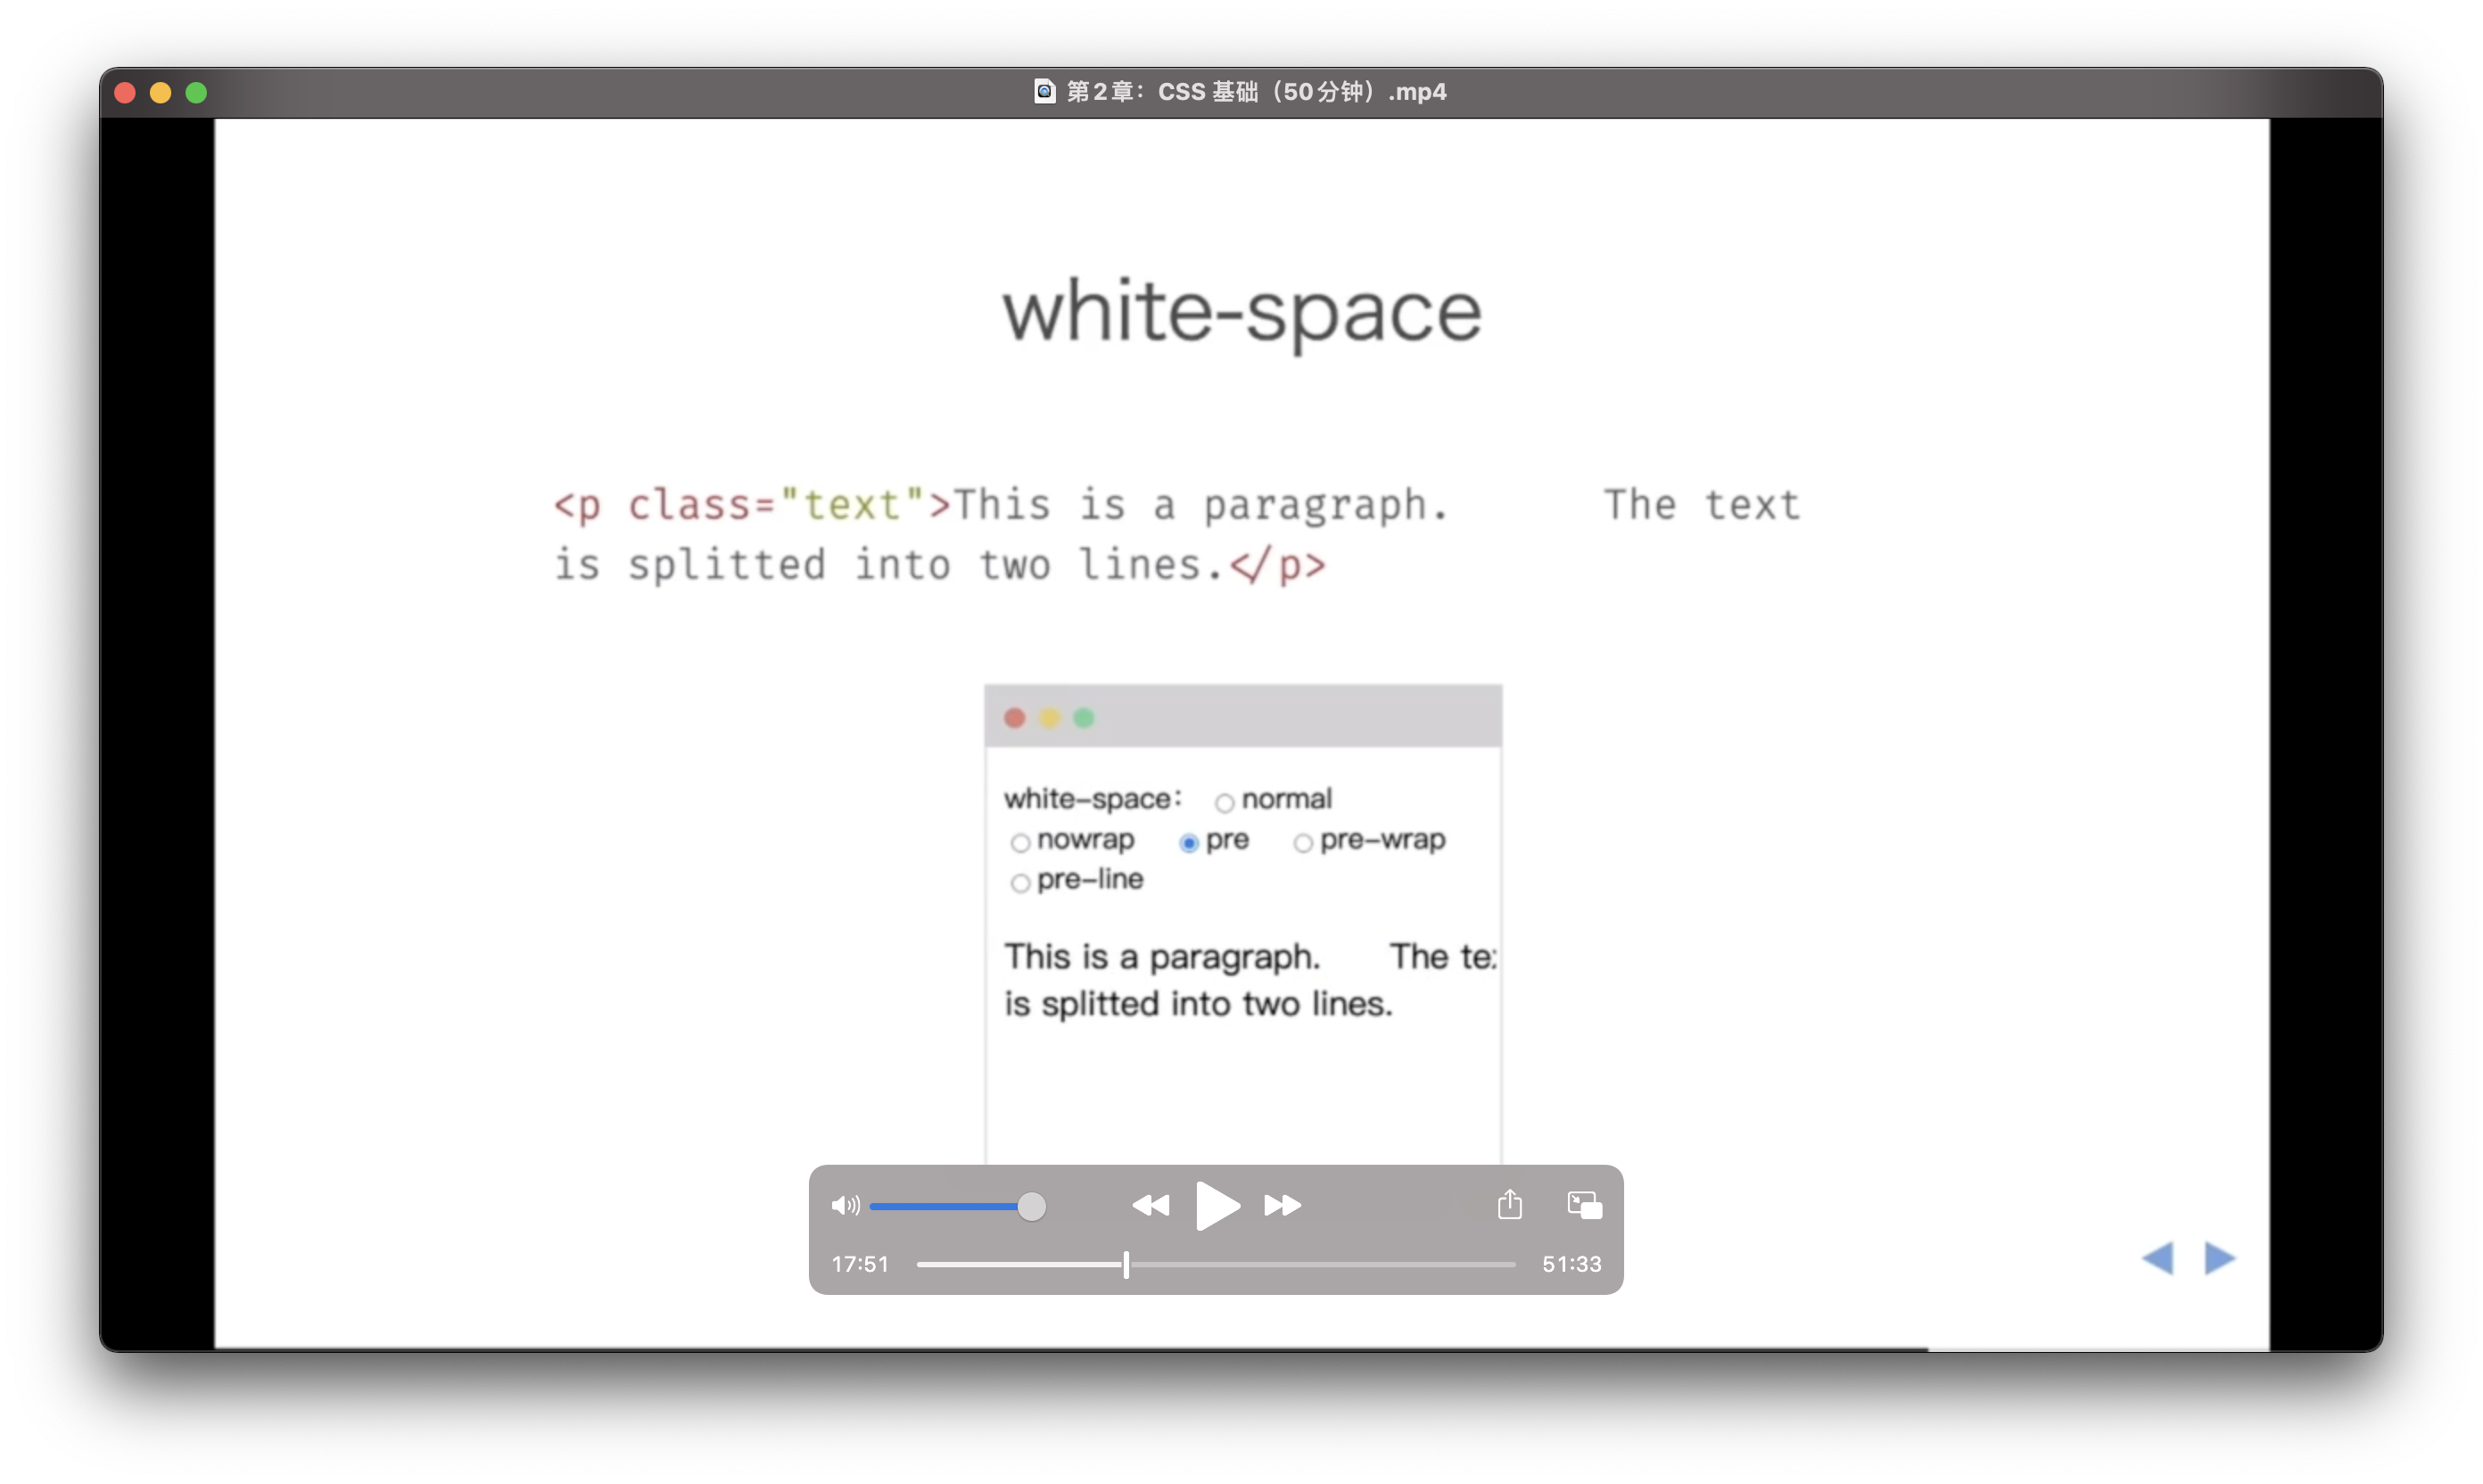 第2章：CSS 基础（50分钟）.mp4
white-space
<p class="text">This is a paragraph.      The text
is splitted into two lines.</p>
white-space： normal
nowrap pre pre-wrap
pre-line
This is a paragraph.      The te
is splitted into two lines.
17:51 51:33